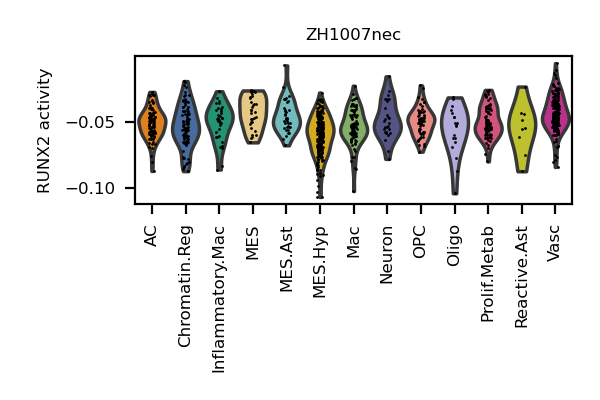 ZH1007nec
RUNX2 activity
−0.05
−0.10
AC
Chromatin.Reg
Inflammatory.Mac
MES
MES.Ast
MES.Hyp
Mac
Neuron
OPC
Oligo
Prolif.Metab
Reactive.Ast
Vasc